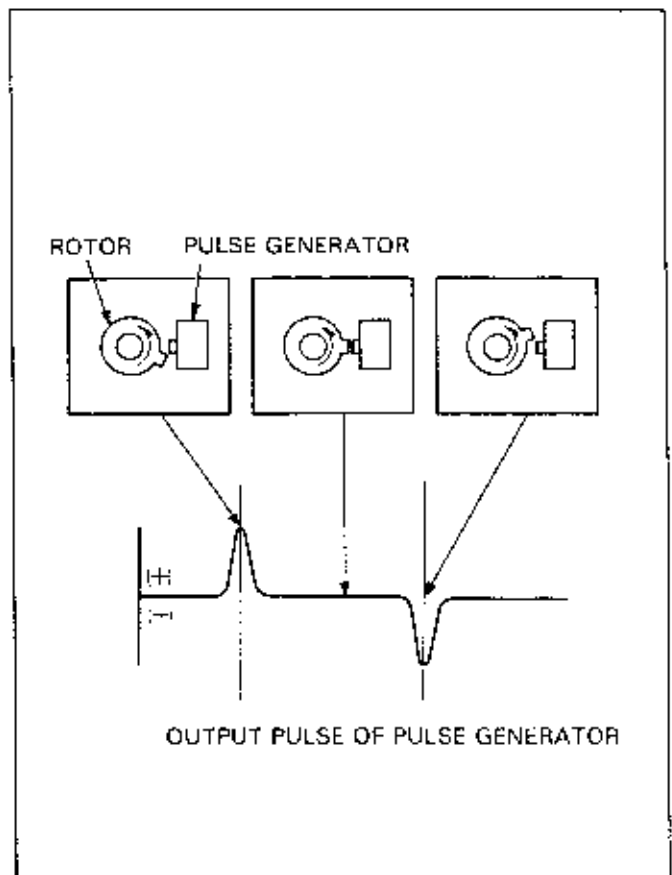 ROTOR PULSE GENERATOR
+
-
OUTPUT PULSE OF PULSE GENERATOR